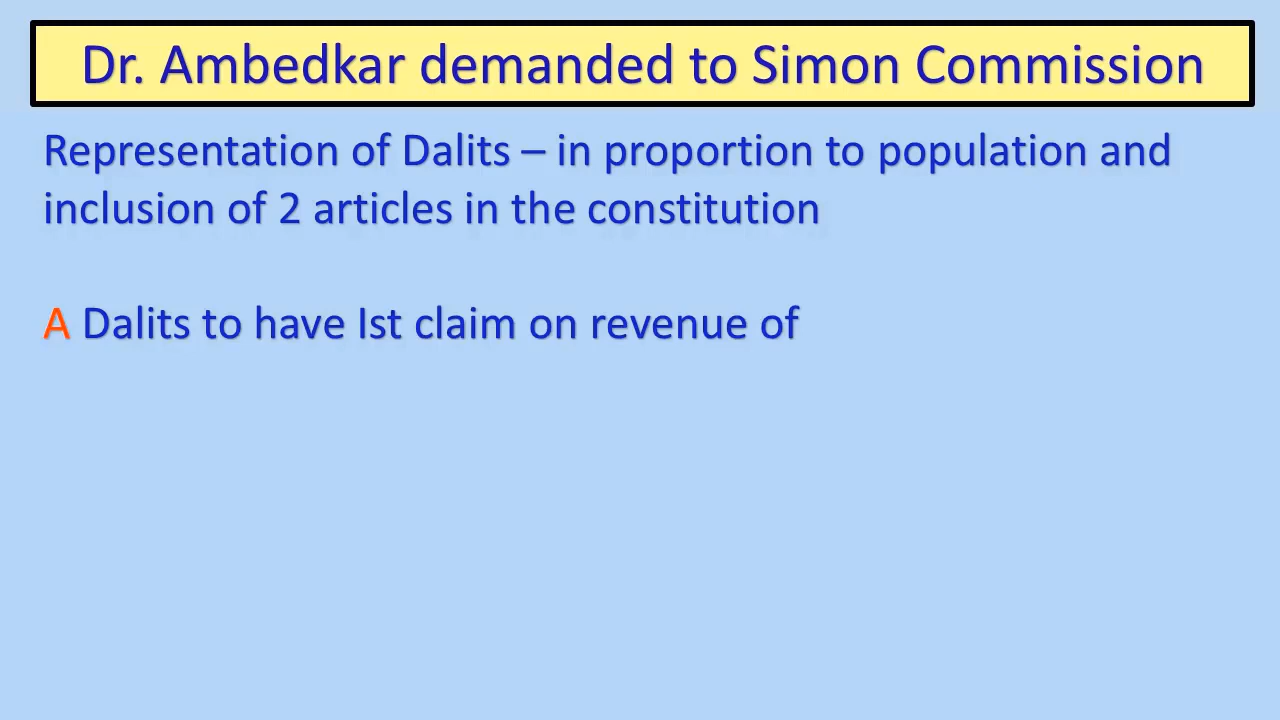 Dr. Ambedkar demanded to Simon Commission
Representation of Dalits – in proportion to population and
inclusion of 2 articles in the constitution
A Dalits to have Ist claim on revenue of